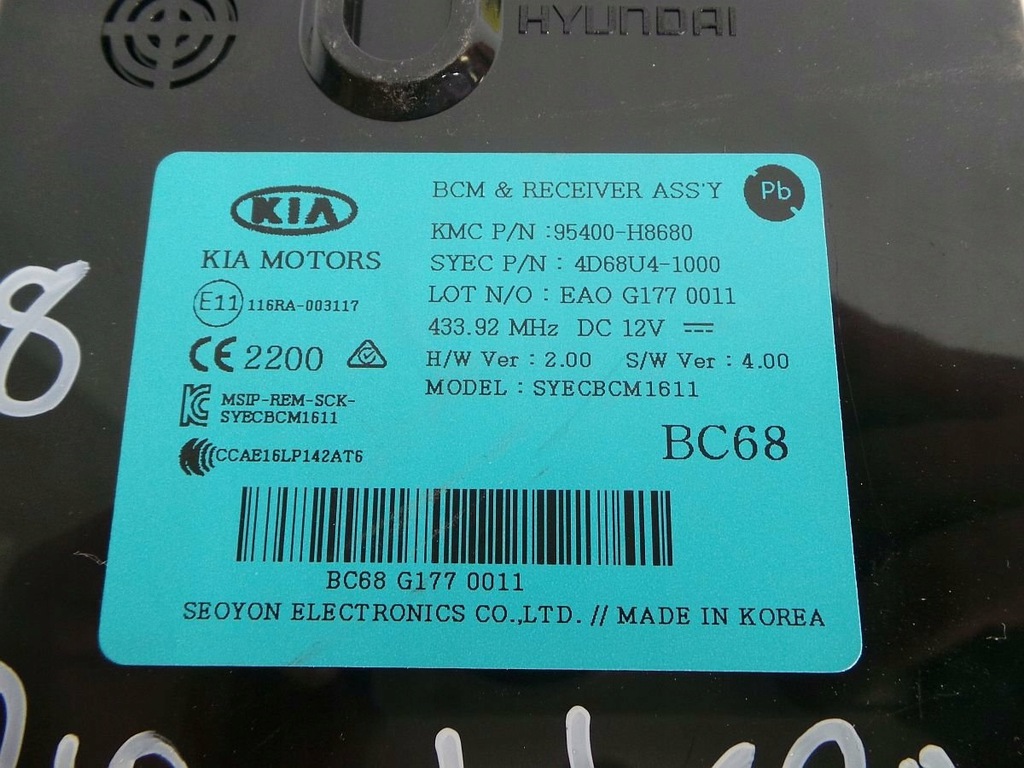 HYUNDAI
BCM & RECEIVER ASS'Y
Pb
KIA
KIA MOTORS
KMC P/N :95400-H8680
SYEC P/N : 4D68U4-1000
LOT N/O : EAO G177 0011
E11 116RA-003117
433.92 MHz DC 12V
CE 2200
H/W Ver : 2.00 S/W Ver : 4.00
MODEL : SYECBCM1611
MSIP-REM-SCK-
SYECBCM1611
BC68
CCAE16LP142AT6
BC68 G177 0011
SEOYON ELECTRONICS CO.,LTD. // MADE IN KOREA
8